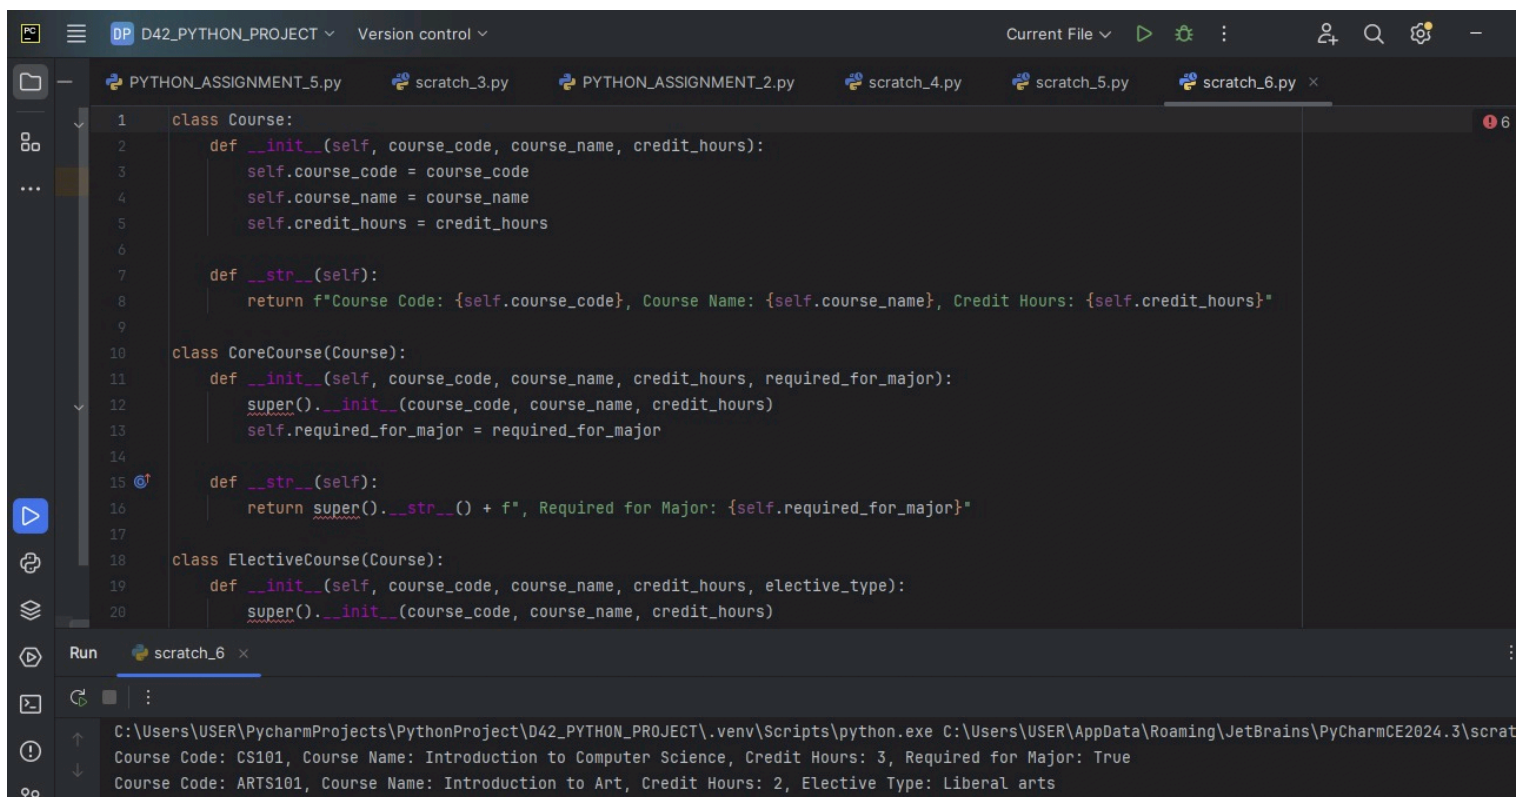 PC DP D42_PYTHON_PROJECT Version control Current File
PYTHON_ASSIGNMENT_5.py scratch_3.py PYTHON_ASSIGNMENT_2.py scratch_4.py scratch_5.py scratch_6.py
1 class Course: 6
2 def __init__(self, course_code, course_name, credit_hours):
3 self.course_code = course_code
4 self.course_name = course_name
5 self.credit_hours = credit_hours
6
7 def __str__(self):
8 return f"Course Code: {self.course_code}, Course Name: {self.course_name}, Credit Hours: {self.credit_hours}"
9
10 class CoreCourse(Course):
11 def __init__(self, course_code, course_name, credit_hours, required_for_major):
12 super().__init__(course_code, course_name, credit_hours)
13 self.required_for_major = required_for_major
14
15 def __str__(self):
16 return super().__str__() + f", Required for Major: {self.required_for_major}"
17
18 class ElectiveCourse(Course):
19 def __init__(self, course_code, course_name, credit_hours, elective_type):
20 super().__init__(course_code, course_name, credit_hours)
Run scratch_6
C:\Users\USER\PycharmProjects\PythonProject\D42_PYTHON_PROJECT\.venv\Scripts\python.exe C:\Users\USER\AppData\Roaming\JetBrains\PyCharmCE2024.3\scrat
Course Code: CS101, Course Name: Introduction to Computer Science, Credit Hours: 3, Required for Major: True
Course Code: ARTS101, Course Name: Introduction to Art, Credit Hours: 2, Elective Type: Liberal arts